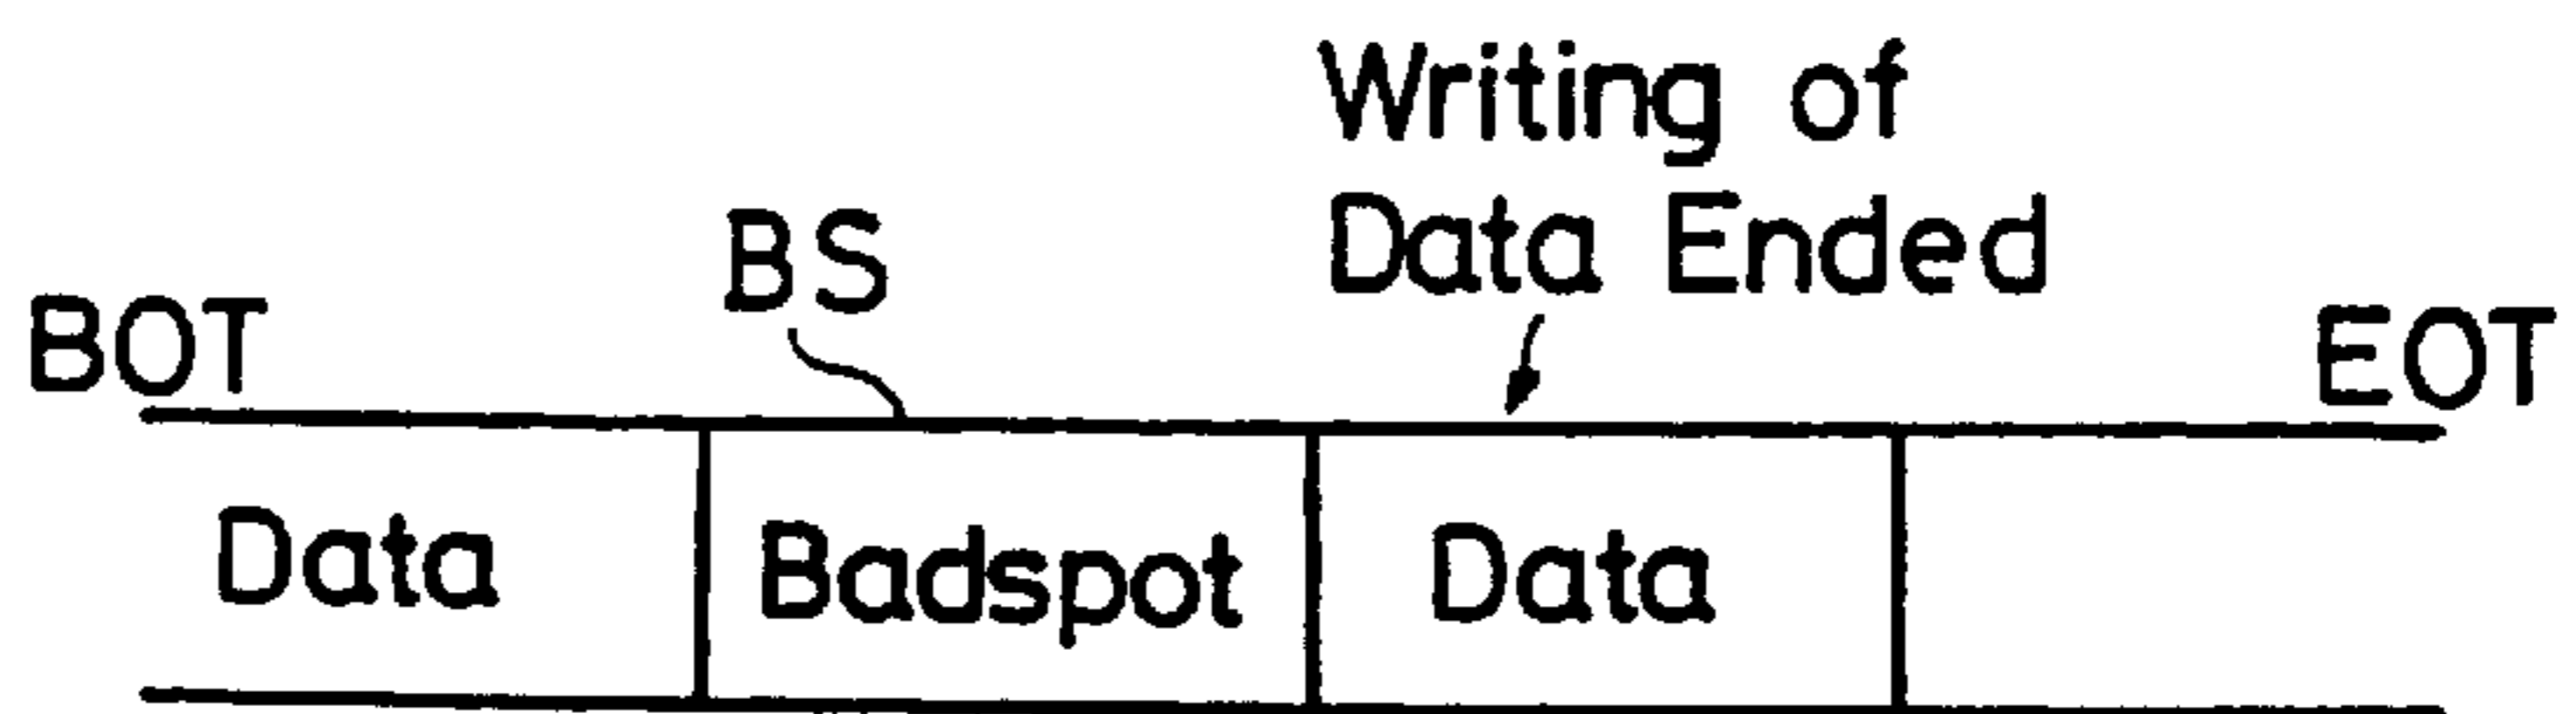 Writing of
Data Ended
BS
BOT
EOT
Data
Badspot
Data